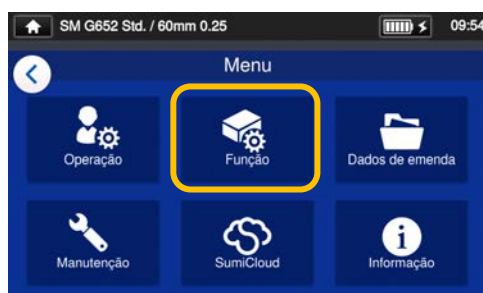 SM G652 Std. / 60mm 0.25 09:54
Menu
Operação Função Dados de emenda
Manutenção SumiCloud Informação